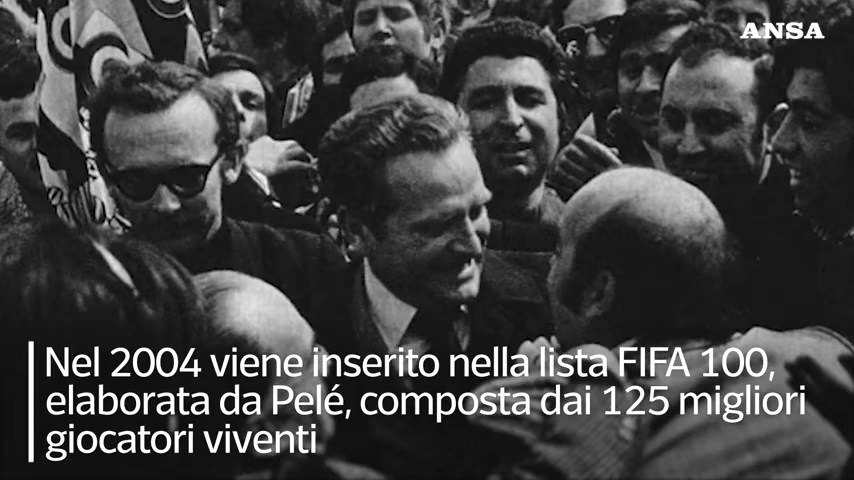 ANSA
Nel 2004 viene inserito nella lista FIFA 100,
elaborata da Pelé, composta dai 125 migliori
giocatori viventi